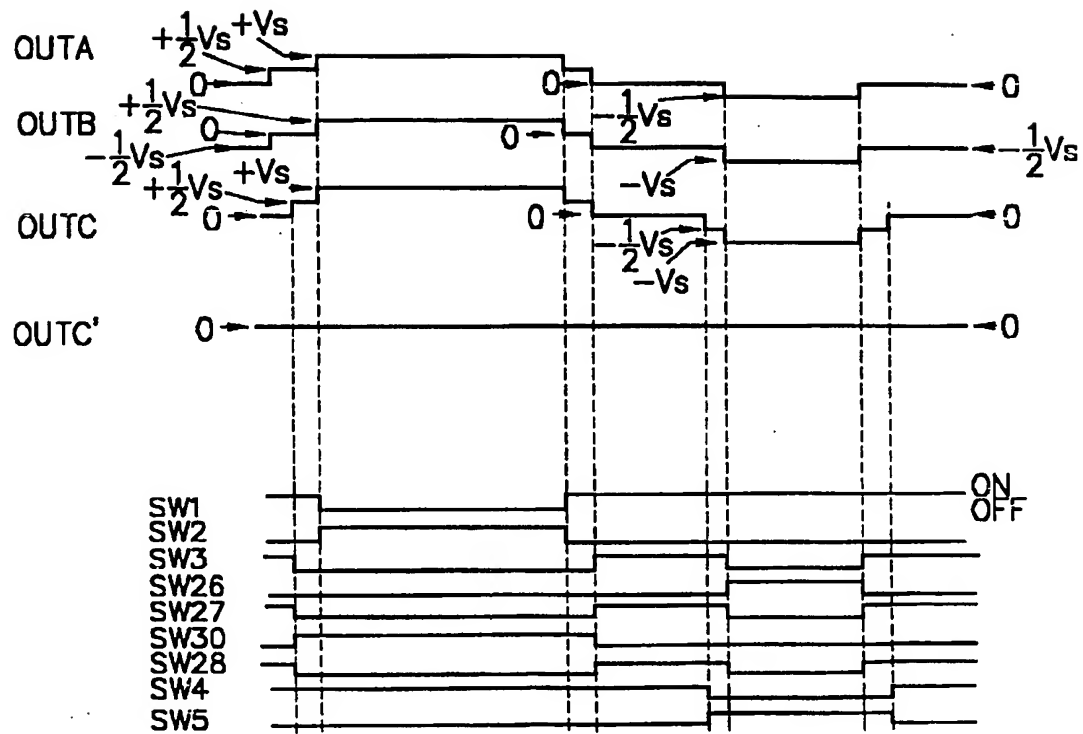 OUTA
+1/2Vs
+Vs
0
0
-1/2Vs
0
OUTB
+1/2Vs
0
-1/2Vs
0
-Vs
-1/2Vs
OUTC
+1/2Vs
+Vs
0
0
-1/2Vs
-Vs
0
OUTC'
0
0
SW1
ON
OFF
SW2
SW3
SW26
SW27
SW30
SW28
SW4
SW5